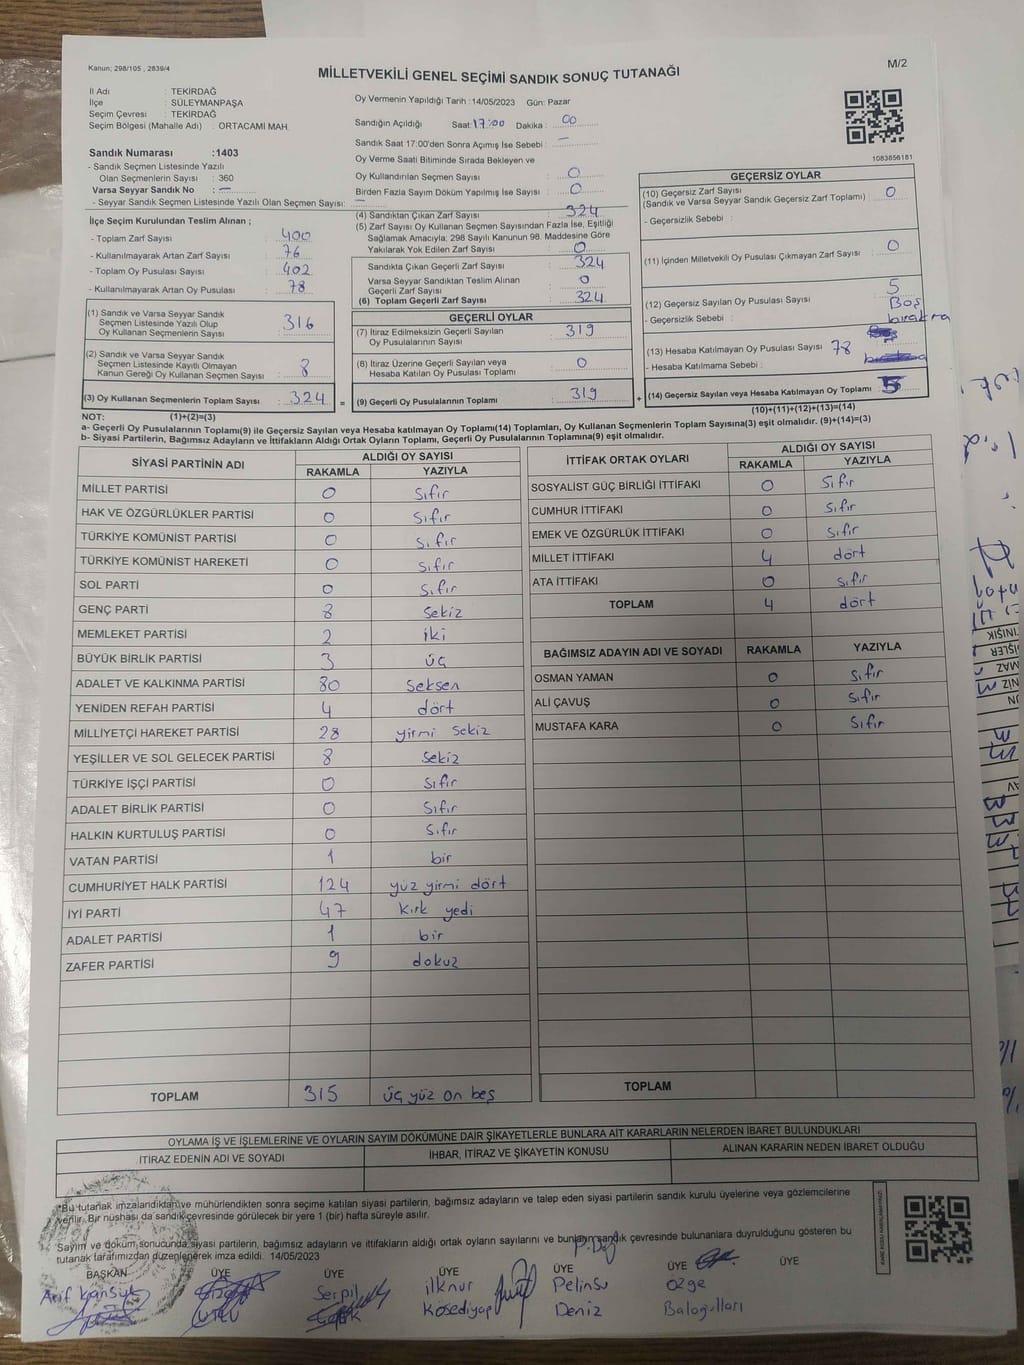 Kanun; 298/105 , 2839/4
M/2
MİLLETVEKİLİ GENEL SEÇİMİ SANDIK SONUÇ TUTANAĞI
İl Adı : TEKİRDAĞ
İlçe : SÜLEYMANPAŞA
Seçim Çevresi : TEKİRDAĞ
Seçim Bölgesi (Mahalle Adı) : ORTACAMİ MAH.
Sandık Numarası :1403
- Sandık Seçmen Listesinde Yazılı
Olan Seçmenlerin Sayısı : 360
Varsa Seyyar Sandık No : —
- Seyyar Sandık Seçmen Listesinde Yazılı Olan Seçmen Sayısı: —
Oy Vermenin Yapıldığı Tarih :14/05/2023 Gün: Pazar
Sandığın Açıldığı Saat:17:00 Dakika : 00
Sandık Saat 17:00'den Sonra Açımış İse Sebebi : —
Oy Verme Saati Bitiminde Sırada Bekleyen ve
Oy Kullandırılan Seçmenlerin Sayısı : 0
Birden Fazla Sayım Döküm Yapılmış İse Sayısı : 0
1083656181
İlçe Seçim Kurulundan Teslim Alınan ;
- Toplam Zarf Sayısı : 400
- Kullanılmayarak Artan Zarf Sayısı : 76
- Toplam Oy Pusulası Sayısı : 402
- Kullanılmayarak Artan Oy Pusulası : 78
(1) Sandık ve Varsa Seyyar Sandık
Seçmen Listesinde Yazılı Olup
Oy Kullanan Seçmenlerin Sayısı : 316
(2) Sandık ve Varsa Seyyar Sandık
Seçmen Listesinde Kayıtlı Olmayan
Kanun Gereği Oy Kullanan Seçmen Sayısı : 8
(3) Oy Kullanan Seçmenlerin Toplam Sayısı : 324
(4) Sandıktan Çıkan Zarf Sayısı : 324
(5) Zarf Sayısı Oy Kullanan Seçmen Sayısından Fazla İse, Eşitliği
Sağlamak Amacıyla; 298 Sayılı Kanunun 98. Maddesine Göre
Yakılarak Yok Edilen Zarf Sayısı : 0
Sandıkta Çıkan Geçerli Zarf Sayısı : 324
Varsa Seyyar Sandıktan Teslim Alınan
Geçerli Zarf Sayısı : 0
(6) Toplam Geçerli Zarf Sayısı : 324
GEÇERLİ OYLAR
(7) İtiraz Edilmeksizin Geçerli Sayılan
Oy Pusulalarının Sayısı : 319
(8) İtiraz Üzerine Geçerli Sayılan veya
Hesaba Katılan Oy Pusulası Toplamı : 0
= (9) Geçerli Oy Pusulalarının Toplamı : 319 +
GEÇERSİZ OYLAR
(10) Geçersiz Zarf Sayısı
(Sandık ve Varsa Seyyar Sandık Geçersiz Zarf Toplamı) : 0
- Geçersizlik Sebebi :
(11) İçinden Milletvekili Oy Pusulası Çıkmayan Zarf Sayısı : 0
(12) Geçersiz Sayılan Oy Pusulası Sayısı : 5
- Geçersizlik Sebebi : Boş bırakma
(13) Hesaba Katılmayan Oy Pusulası Sayısı : 78
- Hesaba Katılmama Sebebi :
(14) Geçersiz Sayılan veya Hesaba Katılmayan Oy Toplamı : 5
NOT: (1)+(2)=(3)
(10)+(11)+(12)+(13)=(14)
a- Geçerli Oy Pusulalarının Toplamı(9) ile Geçersiz Sayılan veya Hesaba katılmayan Oy Toplamı(14) Toplamları, Oy Kullanan Seçmenlerin Toplam Sayısına(3) eşit olmalıdır. (9)+(14)=(3)
b- Siyasi Partilerin, Bağımsız Adayların ve İttifakların Aldığı Ortak Oyların Toplamı, Geçerli Oy Pusulalarının Toplamına(9) eşit olmalıdır.
SİYASİ PARTİNİN ADI ALDIĞI OY SAYISI
RAKAMLA YAZIYLA
MİLLET PARTİSİ 0 sıfır
HAK VE ÖZGÜRLÜKLER PARTİSİ 0 sıfır
TÜRKİYE KOMÜNİST PARTİSİ 0 sıfır
TÜRKİYE KOMÜNİST HAREKETİ 0 sıfır
SOL PARTİ 0 sıfır
GENÇ PARTİ 8 sekiz
MEMLEKET PARTİSİ 2 iki
BÜYÜK BİRLİK PARTİSİ 3 üç
ADALET VE KALKINMA PARTİSİ 80 seksen
YENİDEN REFAH PARTİSİ 4 dört
MİLLİYETÇİ HAREKET PARTİSİ 28 yirmi sekiz
YEŞİLLER VE SOL GELECEK PARTİSİ 8 sekiz
TÜRKİYE İŞÇİ PARTİSİ 0 sıfır
ADALET BİRLİK PARTİSİ 0 sıfır
HALKIN KURTULUŞ PARTİSİ 0 sıfır
VATAN PARTİSİ 1 bir
CUMHURİYET HALK PARTİSİ 124 yüz yirmi dört
İYİ PARTİ 47 kırk yedi
ADALET PARTİSİ 1 bir
ZAFER PARTİSİ 9 dokuz
TOPLAM 315 üç yüz on beş
İTTİFAK ORTAK OYLARI ALDIĞI OY SAYISI
RAKAMLA YAZIYLA
SOSYALİST GÜÇ BİRLİĞİ İTTİFAKI 0 sıfır
CUMHUR İTTİFAKI 0 sıfır
EMEK VE ÖZGÜRLÜK İTTİFAKI 0 sıfır
MİLLET İTTİFAKI 4 dört
ATA İTTİFAKI 0 sıfır
TOPLAM 4 dört
BAĞIMSIZ ADAYIN ADI VE SOYADI RAKAMLA YAZIYLA
OSMAN YAMAN 0 sıfır
ALİ ÇAVUŞ 0 sıfır
MUSTAFA KARA 0 sıfır
TOPLAM
OYLAMA İŞ VE İŞLEMLERİNE VE OYLARIN SAYIM DÖKÜMÜNE DAİR ŞİKAYETLERLE BUNLARA AİT KARARLARIN NELERDEN İBARET BULUNDUKLARI
İTİRAZ EDENİN ADI VE SOYADI İHBAR, İTİRAZ VE ŞİKAYETİN KONUSU ALINAN KARARIN NEDEN İBARET OLDUĞU
*Bu tutanak imzalandıktan ve mühürlendikten sonra seçime katılan siyasi partilerin, bağımsız adayların ve talep eden siyasi partilerin sandık kurulu üyelerine veya gözlemcilerine
verilir. Bir nüshası da sandık çevresinde görülecek bir yere 1 (bir) hafta süreyle asılır.
Sayım ve döküm sonucunda siyasi partilerin, bağımsız adayların ve ittifakların aldığı ortak oyların sayılarını ve bunların sandık çevresinde bulunanlara duyrulduğunu gösteren bu
tutanak tarafımızdan düzenlenerek imza edildi. 14/05/2023
BAŞKAN ÜYE ÜYE ÜYE ÜYE ÜYE ÜYE
Arif Serpil ilknur Pelinsu Özge
Kösediyap Deniz Balaoğulları